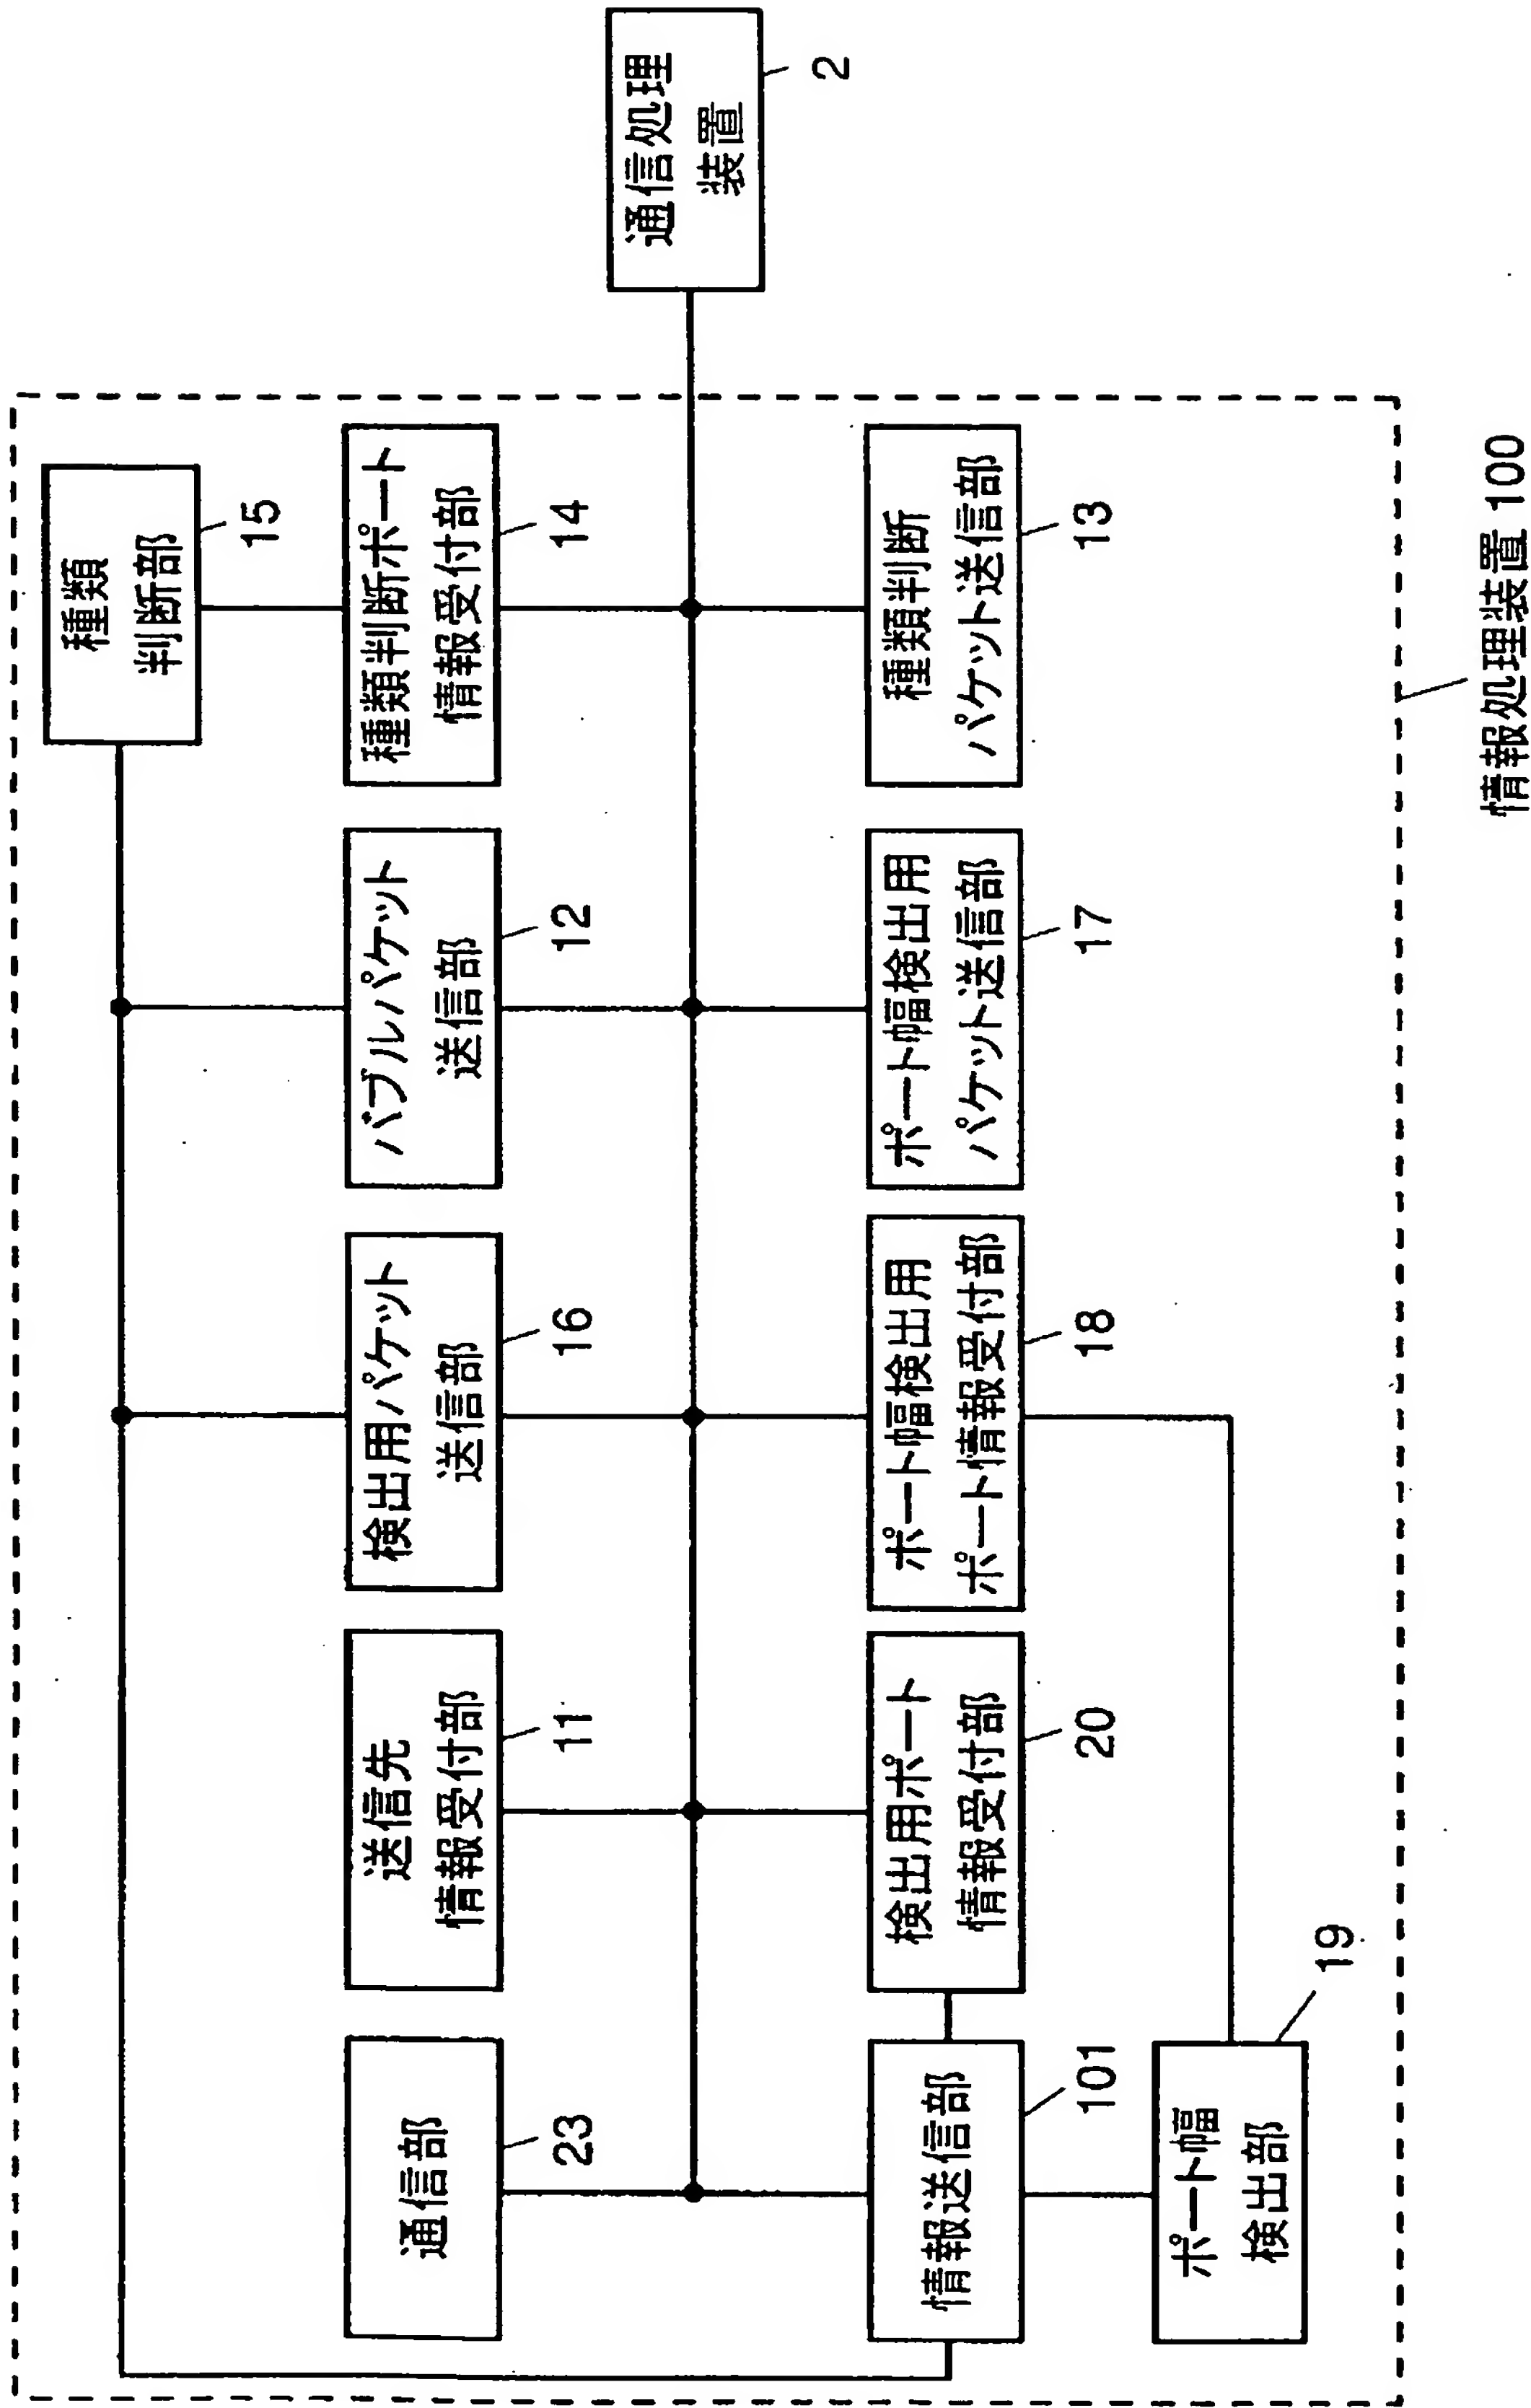 種類
判断部
15
通信部
23
送信先
情報受付部
11
検出用パケット
送信部
16
バブルパケット
送信部
12
種類判断ポート
情報受付部
14
通信処理
装置
2
情報送信部
101
検出用ポート
情報受付部
20
ポート幅検出用
ポート情報受付部
18
ポート幅検出用
パケット送信部
17
種類判断
パケット送信部
13
ポート幅
検出部
19
情報処理装置 100